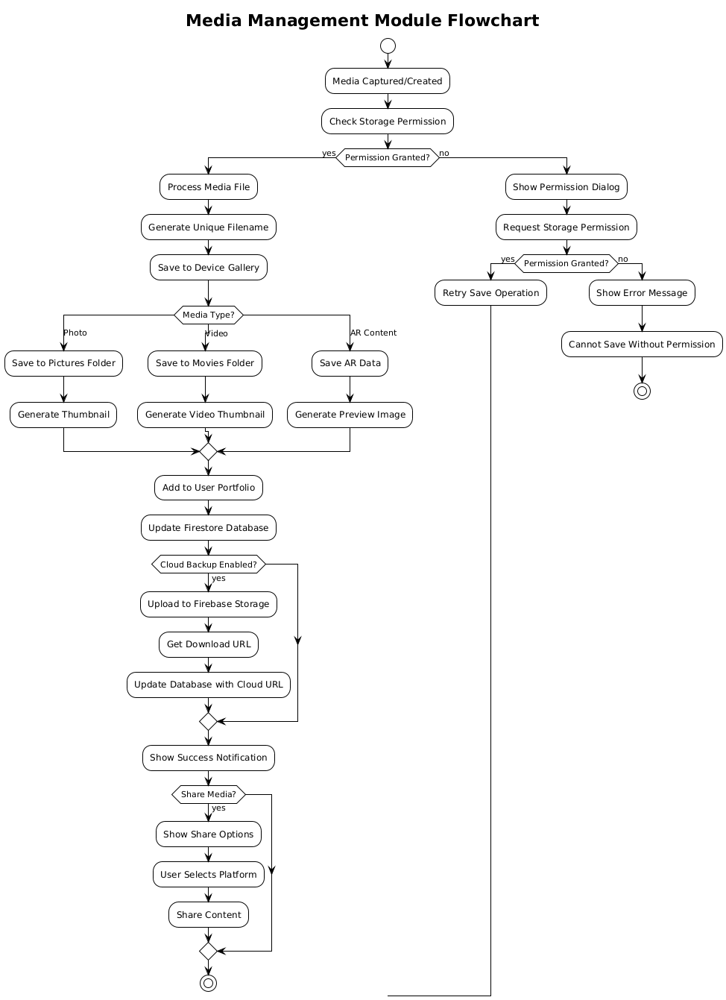 Media Management Module Flowchart
Media Captured/Created
Check Storage Permission
Permission Granted?
yes
no
Process Media File
Generate Unique Filename
Save to Device Gallery
Media Type?
Photo
Video
AR Content
Save to Pictures Folder
Save to Movies Folder
Save AR Data
Generate Thumbnail
Generate Video Thumbnail
Generate Preview Image
Add to User Portfolio
Update Firestore Database
Cloud Backup Enabled?
yes
Upload to Firebase Storage
Get Download URL
Update Database with Cloud URL
Show Success Notification
Share Media?
yes
Show Share Options
User Selects Platform
Share Content
Show Permission Dialog
Request Storage Permission
Permission Granted?
yes
no
Retry Save Operation
Show Error Message
Cannot Save Without Permission